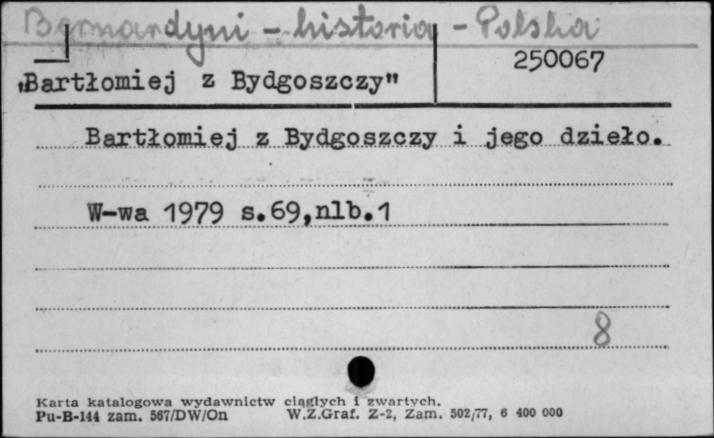 Bernardyni - historia - Polska
250067
„Bartłomiej z Bydgoszczy"
Bartłomiej z Bydgoszczy i jego dzieło.
W-wa 1979 s.69,nlb.1
8
Karta katalogowa wydawnictw ciągłych i zwartych.
Pu-B-144 zam. 567/DW/On W.Z.Graf. Z-2, Zam. 502/77, 6 400 000